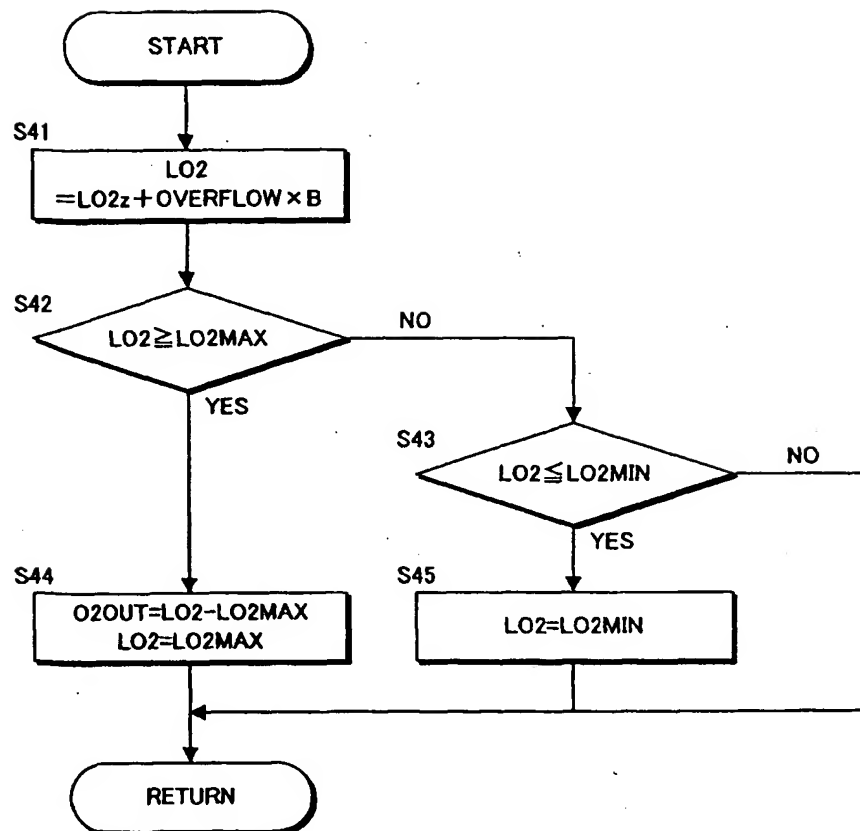 START
S41
LO2
=LO2z+OVERFLOW×B
S42
LO2≧LO2MAX
NO
YES
S43
LO2≦LO2MIN
NO
YES
S44
O2OUT=LO2-LO2MAX
LO2=LO2MAX
S45
LO2=LO2MIN
RETURN